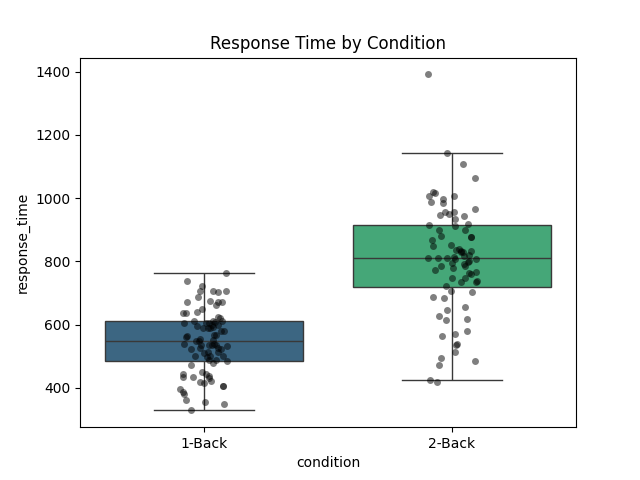 Response Time by Condition
1400
1200
1000
800
600
400
response_time
1-Back
2-Back
condition